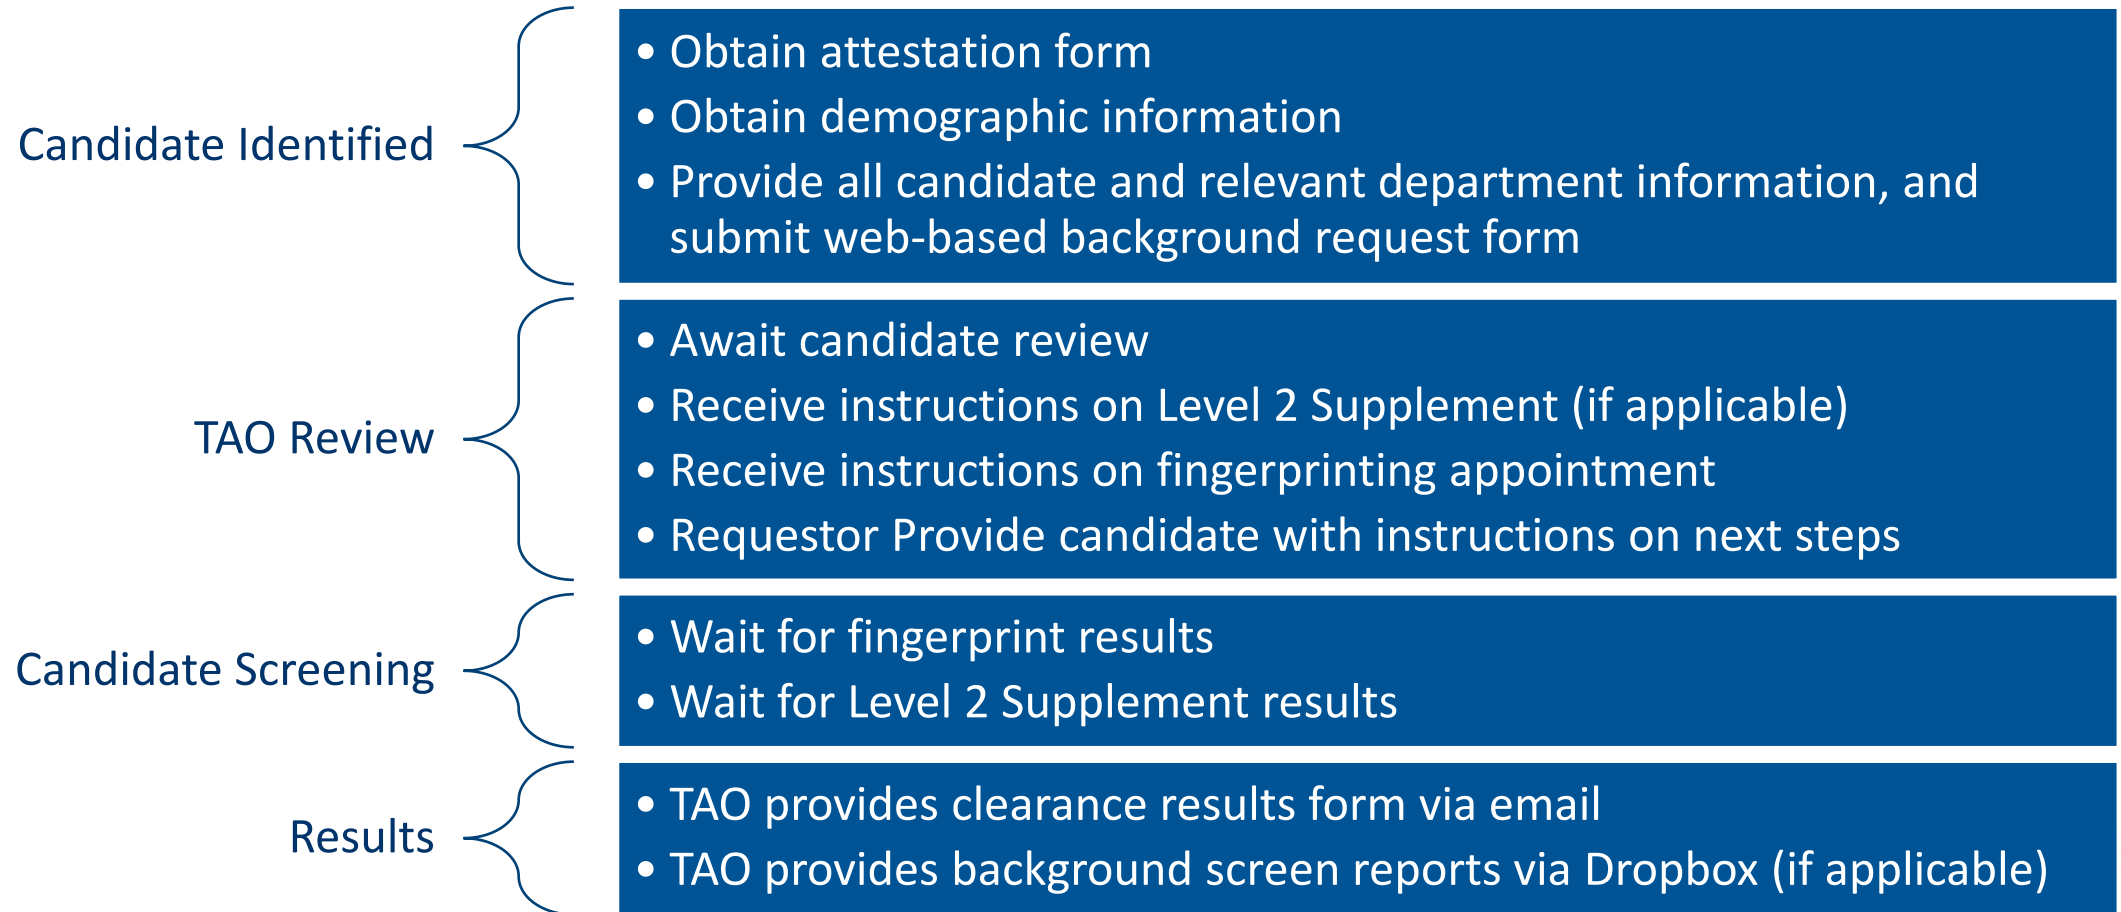 Candidate Identified
• Obtain attestation form
• Obtain demographic information
• Provide all candidate and relevant department information, and
submit web-based background request form
TAO Review
• Await candidate review
• Receive instructions on Level 2 Supplement (if applicable)
• Receive instructions on fingerprinting appointment
• Requestor Provide candidate with instructions on next steps
Candidate Screening
• Wait for fingerprint results
• Wait for Level 2 Supplement results
Results
• TAO provides clearance results form via email
• TAO provides background screen reports via Dropbox (if applicable)